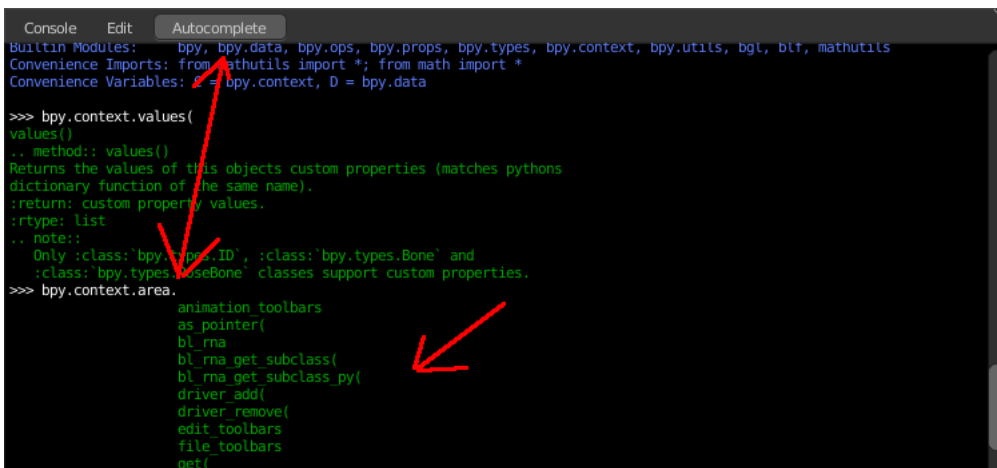 Console Edit Autocomplete
Builtin Modules: bpy, bpy.data, bpy.ops, bpy.props, bpy.types, bpy.context, bpy.utils, bgl, blf, mathutils
Convenience Imports: from mathutils import *; from math import *
Convenience Variables: C = bpy.context, D = bpy.data
>>> bpy.context.values(
values()
.. method:: values()
Returns the values of this objects custom properties (matches pythons
dictionary function of the same name).
:return: custom property values.
:rtype: list
.. note::
Only :class:`bpy.types.ID`, :class:`bpy.types.Bone` and
:class:`bpy.types.PoseBone` classes support custom properties.
>>> bpy.context.area.
animation_toolbars
as_pointer(
bl_rna
bl_rna_get_subclass(
bl_rna_get_subclass_py(
driver_add(
driver_remove(
edit_toolbars
file_toolbars
get(